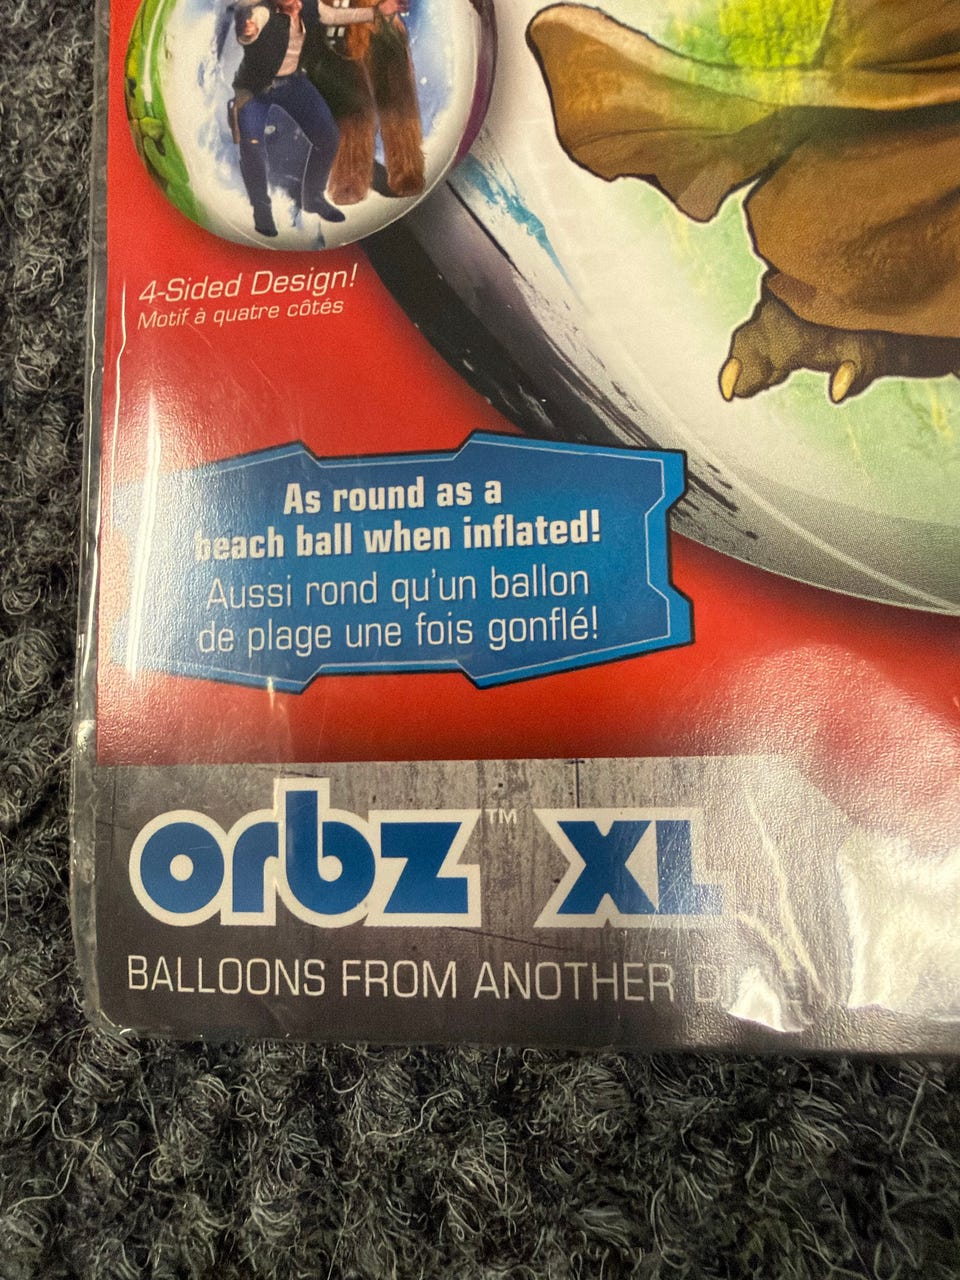 4-Sided Design!
Motif à quatre côtés
As round as a
beach ball when inflated!
Aussi rond qu'un ballon
de plage une fois gonflé!
orbz™ XL
BALLOONS FROM ANOTHER